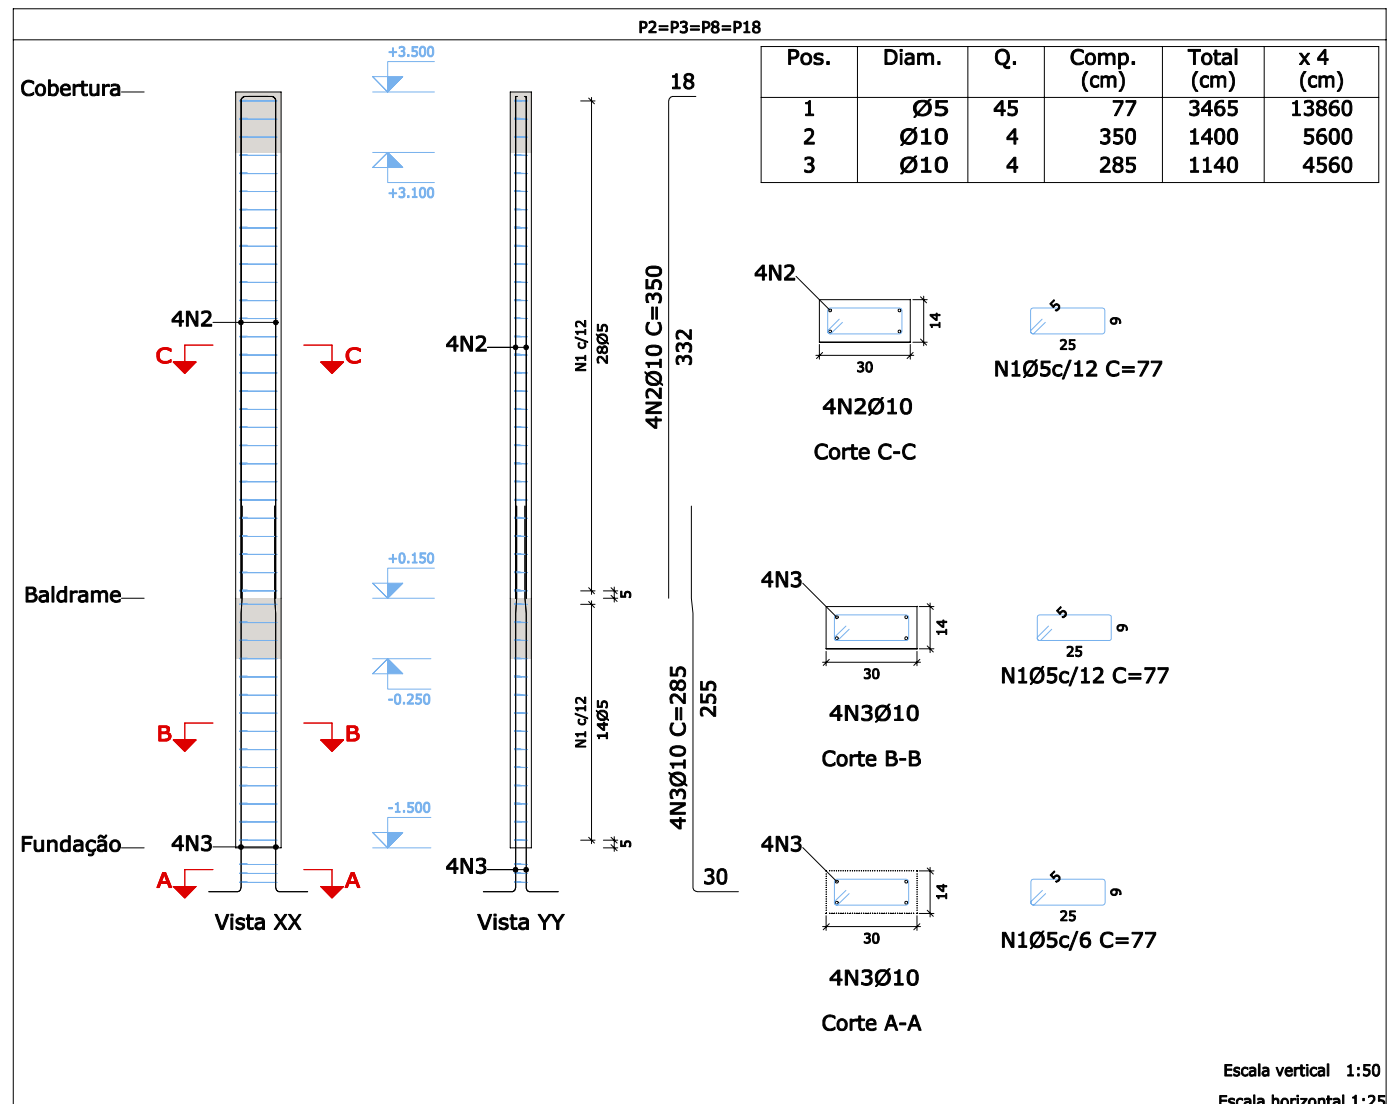 P2=P3=P8=P18
Pos. Diam. Q. Comp. (cm) Total (cm) x 4 (cm)
1 Ø5 45 77 3465 13860
2 Ø10 4 350 1400 5600
3 Ø10 4 285 1140 4560
Cobertura
+3.500
+3.100
18
4N2
C C
4N2
N1 c/12
28Ø5
4N2Ø10 C=350
332
4N2
14
30
4N2Ø10
Corte C-C
5
9
25
N1Ø5c/12 C=77
Baldrame
+0.150
-0.250
5
B B
N1 c/12
14Ø5
4N3Ø10 C=285
255
4N3
14
30
4N3Ø10
Corte B-B
5
9
25
N1Ø5c/12 C=77
Fundação
4N3
-1.500
5
A A
4N3
30
Vista XX
Vista YY
4N3
14
30
4N3Ø10
Corte A-A
5
9
25
N1Ø5c/6 C=77
Escala vertical 1:50
Escala horizontal 1:25